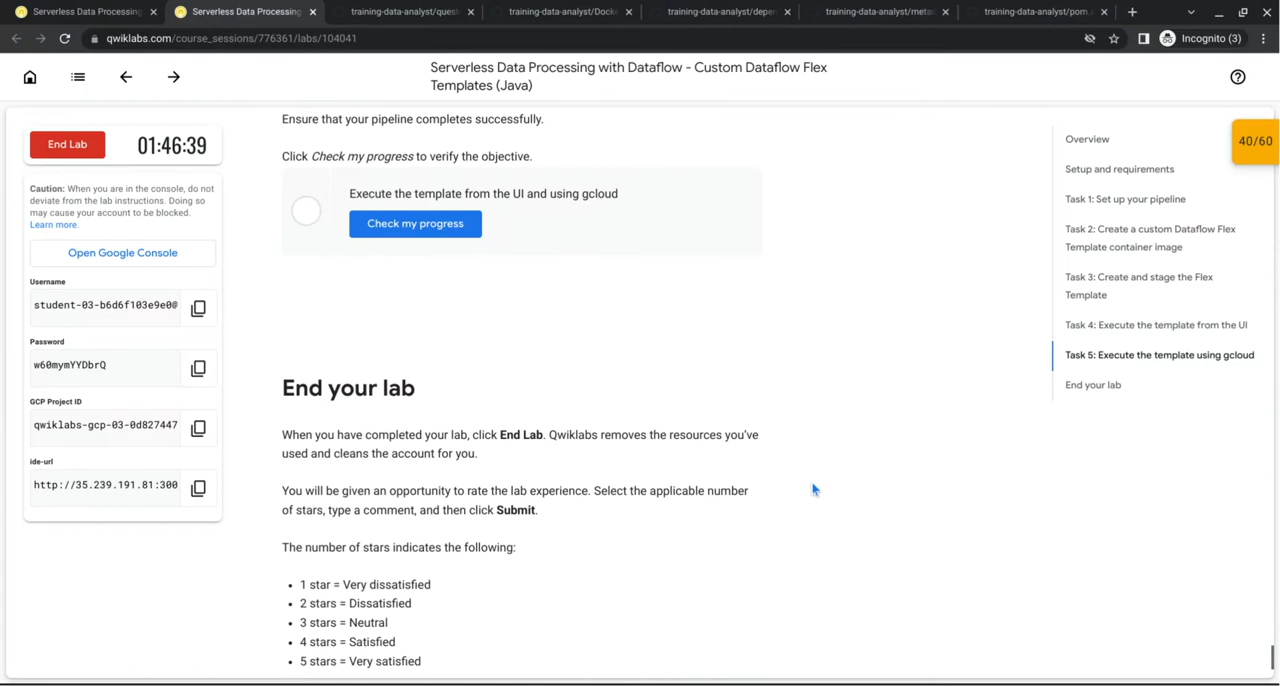 Serverless Data Processing
Serverless Data Processing
training-data-analyst/quest
training-data-analyst/Docke
training-data-analyst/deper
training-data-analyst/meta
training-data-analyst/pom.
qwiklabs.com/course_sessions/776361/labs/104041
Incognito (3)
Serverless Data Processing with Dataflow - Custom Dataflow Flex
Templates (Java)
End Lab
01:46:39
Caution: When you are in the console, do not
deviate from the lab instructions. Doing so
may cause your account to be blocked.
Learn more.
Open Google Console
Username
student-03-b6d6f103e9e0@
Password
w60mymYYDbrQ
GCP Project ID
qwiklabs-gcp-03-0d827447
ide-url
http://35.239.191.81:300
Ensure that your pipeline completes successfully.
Click Check my progress to verify the objective.
Execute the template from the UI and using gcloud
Check my progress
End your lab
When you have completed your lab, click End Lab. Qwiklabs removes the resources you've
used and cleans the account for you.
You will be given an opportunity to rate the lab experience. Select the applicable number
of stars, type a comment, and then click Submit.
The number of stars indicates the following:
• 1 star = Very dissatisfied
• 2 stars = Dissatisfied
• 3 stars = Neutral
• 4 stars = Satisfied
• 5 stars = Very satisfied
Overview
Setup and requirements
Task 1: Set up your pipeline
Task 2: Create a custom Dataflow Flex
Template container image
Task 3: Create and stage the Flex
Template
Task 4: Execute the template from the UI
Task 5: Execute the template using gcloud
End your lab
40/60